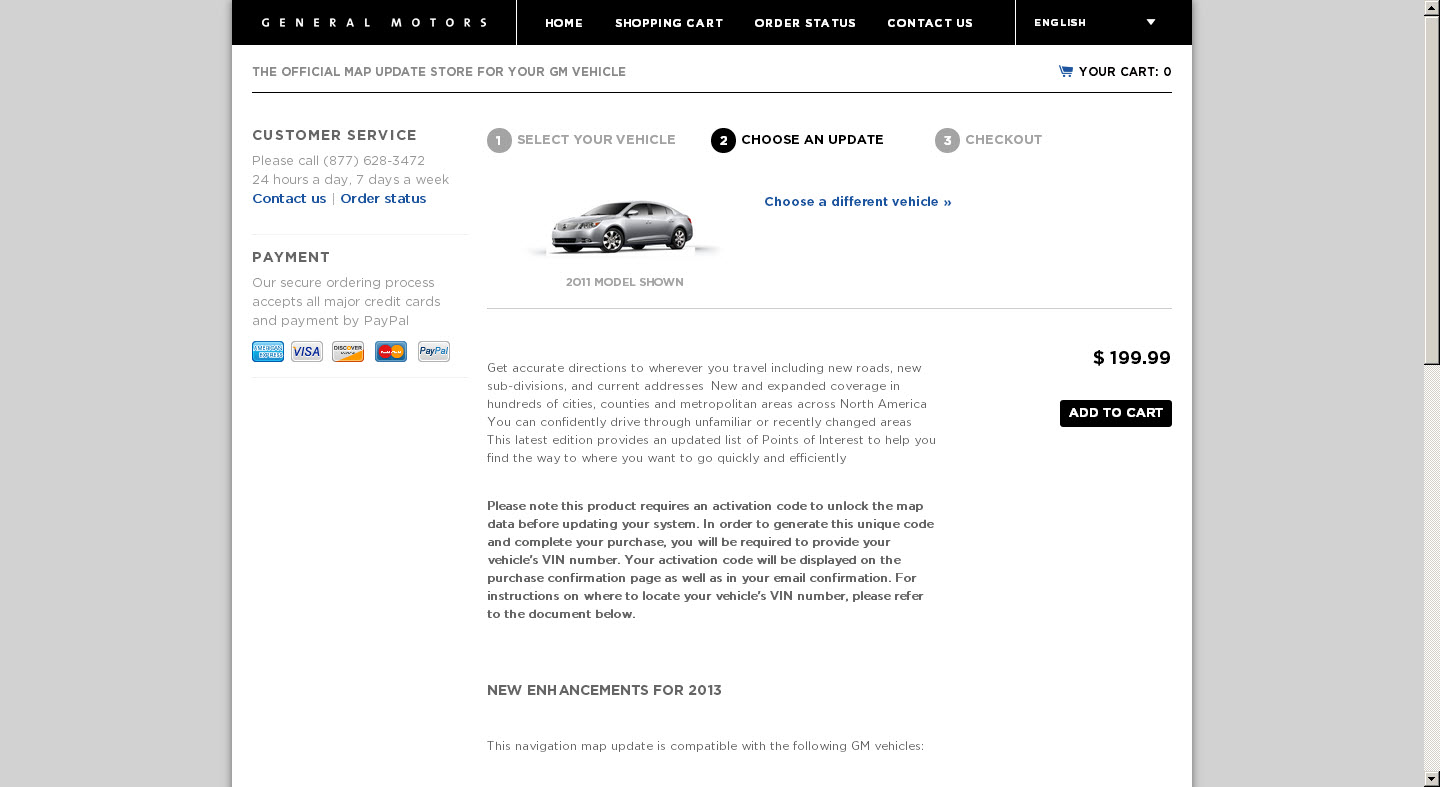 GENERAL MOTORS
HOME
SHOPPING CART
ORDER STATUS
CONTACT US
ENGLISH
THE OFFICIAL MAP UPDATE STORE FOR YOUR GM VEHICLE
YOUR CART: 0
CUSTOMER SERVICE
Please call (877) 628-3472
24 hours a day, 7 days a week
Contact us | Order status
PAYMENT
Our secure ordering process
accepts all major credit cards
and payment by PayPal
AMERICAN EXPRESS
VISA
DISCOVER
MasterCard
PayPal
1 SELECT YOUR VEHICLE
2 CHOOSE AN UPDATE
3 CHECKOUT
Choose a different vehicle »
2011 MODEL SHOWN
$ 199.99
ADD TO CART
Get accurate directions to wherever you travel including new roads, new
sub-divisions, and current addresses  New and expanded coverage in
hundreds of cities, counties and metropolitan areas across North America
You can confidently drive through unfamiliar or recently changed areas
This latest edition provides an updated list of Points of Interest to help you
find the way to where you want to go quickly and efficiently
Please note this product requires an activation code to unlock the map
data before updating your system. In order to generate this unique code
and complete your purchase, you will be required to provide your
vehicle's VIN number. Your activation code will be displayed on the
purchase confirmation page as well as in your email confirmation. For
instructions on where to locate your vehicle's VIN number, please refer
to the document below.
NEW ENHANCEMENTS FOR 2013
This navigation map update is compatible with the following GM vehicles: